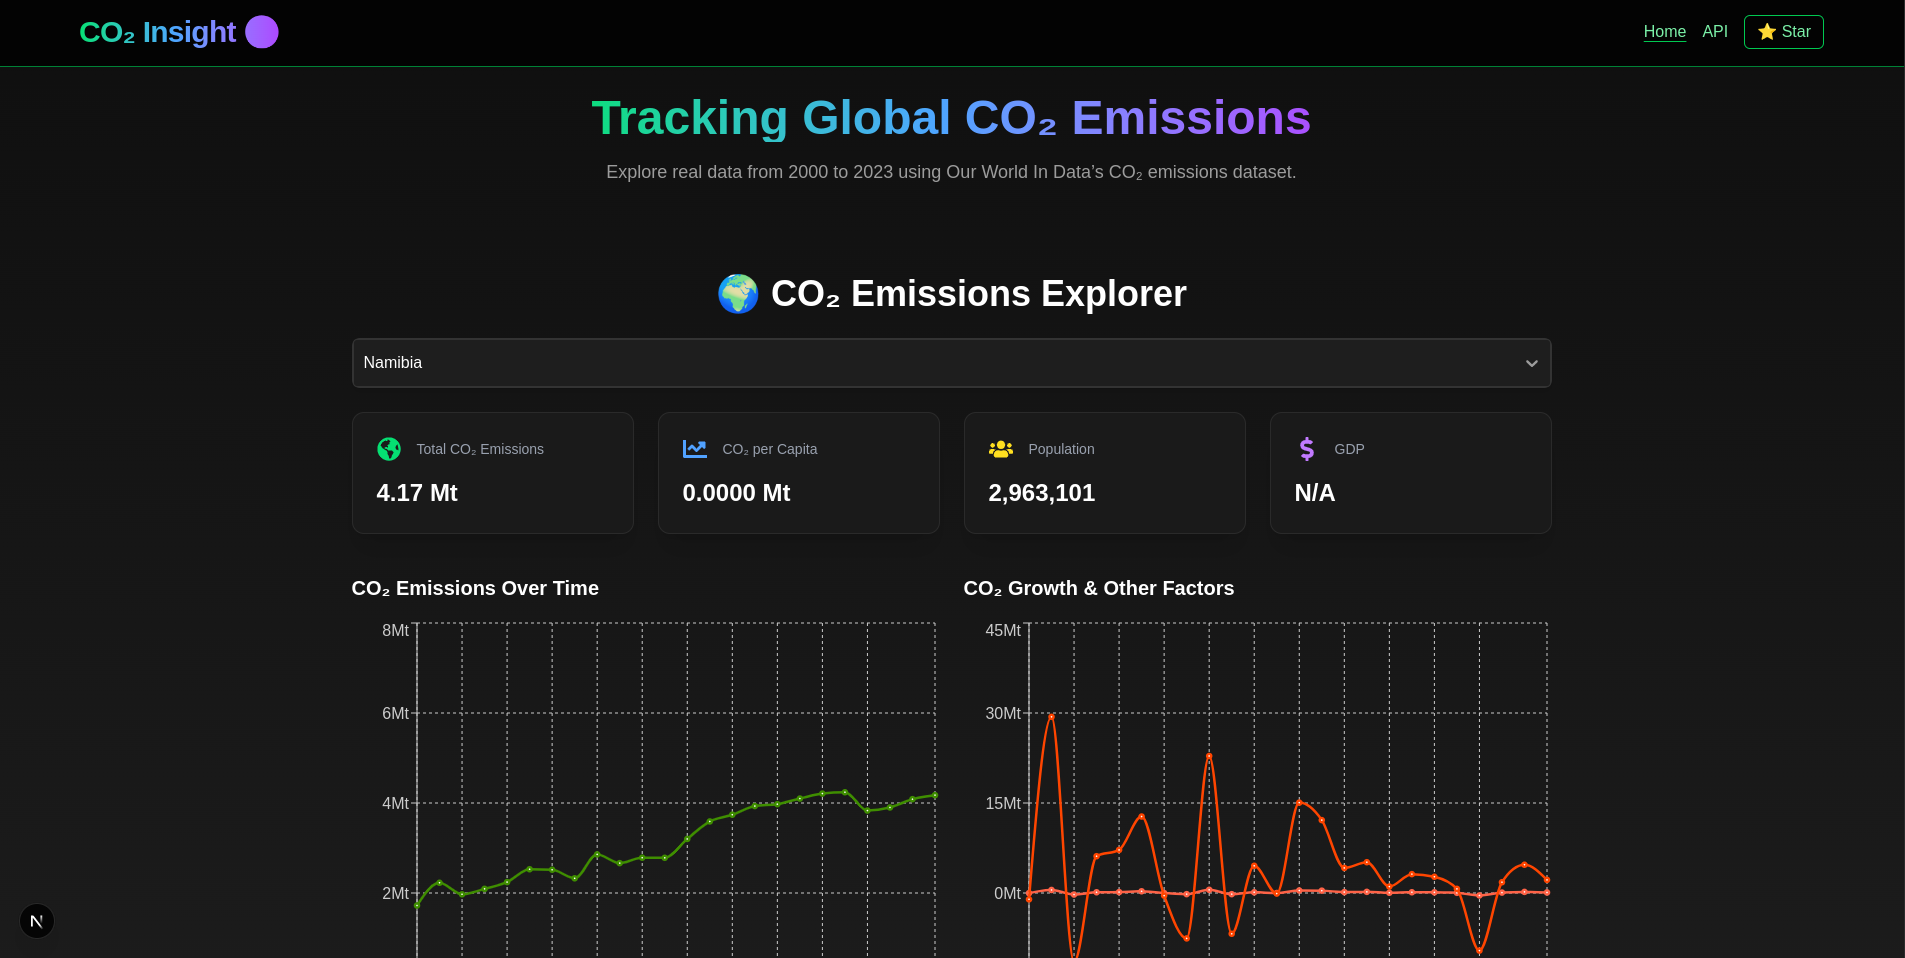 CO₂ Insight
Home API ⭐ Star
Tracking Global CO₂ Emissions
Explore real data from 2000 to 2023 using Our World In Data’s CO₂ emissions dataset.
🌍 CO₂ Emissions Explorer
Namibia
Total CO₂ Emissions
4.17 Mt
CO₂ per Capita
0.0000 Mt
Population
2,963,101
GDP
N/A
CO₂ Emissions Over Time
8Mt
6Mt
4Mt
2Mt
CO₂ Growth & Other Factors
45Mt
30Mt
15Mt
0Mt
N